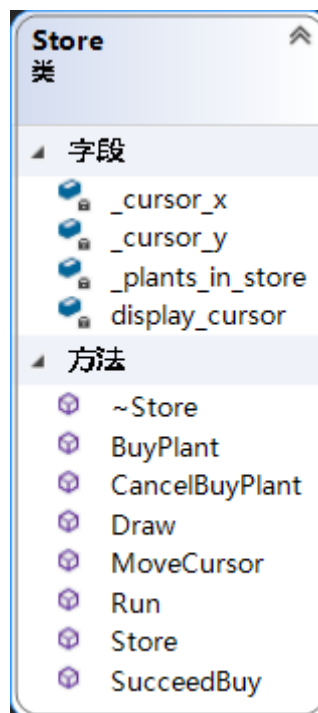 Store
类
字段
_cursor_x
_cursor_y
_plants_in_store
display_cursor
方法
~Store
BuyPlant
CancelBuyPlant
Draw
MoveCursor
Run
Store
SucceedBuy